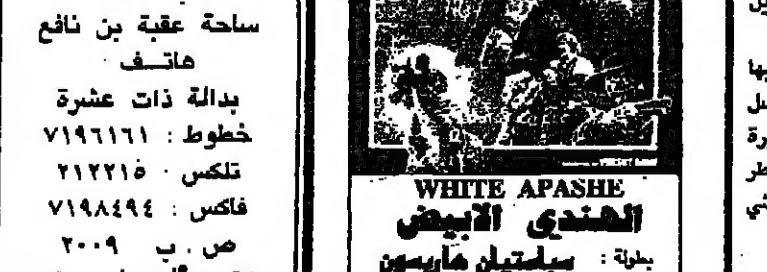 ساحة عقبة بن نافع
هاتف
بدالة ذات عشرة
خطوط : ٧١٩٦١٦١
تلكس . ٢١٢٢١٥
فاكس : ٧١٩٨٤٩٤
ص . ب ٢٠٠٩
WHITE APASHE
الهندي الابيض
بطولة : سباستيان هاريسون